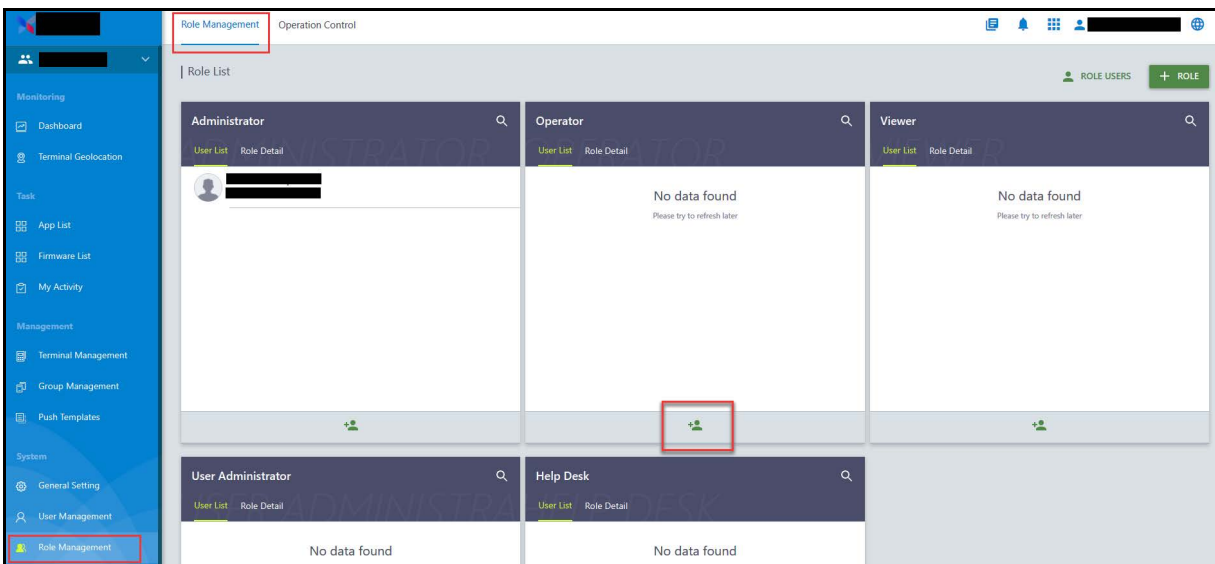 Role Management Operation Control
Role List
ROLE USERS + ROLE
Monitoring
Dashboard
Terminal Geolocation
Task
App List
Firmware List
My Activity
Management
Terminal Management
Group Management
Push Templates
System
General Setting
User Management
Role Management
Administrator
User List Role Detail
Operator
User List Role Detail
No data found
Please try to refresh later
Viewer
User List Role Detail
No data found
Please try to refresh later
User Administrator
User List Role Detail
No data found
Help Desk
User List Role Detail
No data found